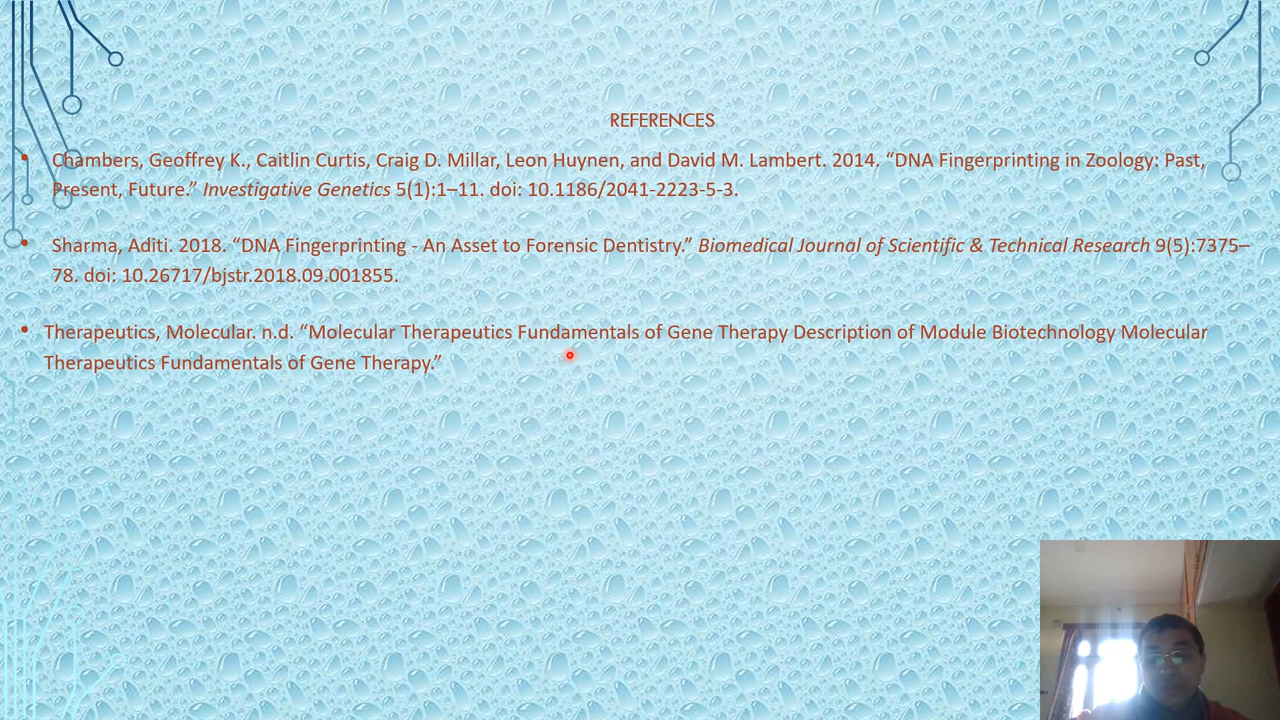 REFERENCES
• Chambers, Geoffrey K., Caitlin Curtis, Craig D. Millar, Leon Huynen, and David M. Lambert. 2014. “DNA Fingerprinting in Zoology: Past,
Present, Future.” Investigative Genetics 5(1):1–11. doi: 10.1186/2041-2223-5-3.
• Sharma, Aditi. 2018. “DNA Fingerprinting - An Asset to Forensic Dentistry.” Biomedical Journal of Scientific & Technical Research 9(5):7375–
78. doi: 10.26717/bjstr.2018.09.001855.
• Therapeutics, Molecular. n.d. “Molecular Therapeutics Fundamentals of Gene Therapy Description of Module Biotechnology Molecular
Therapeutics Fundamentals of Gene Therapy.”